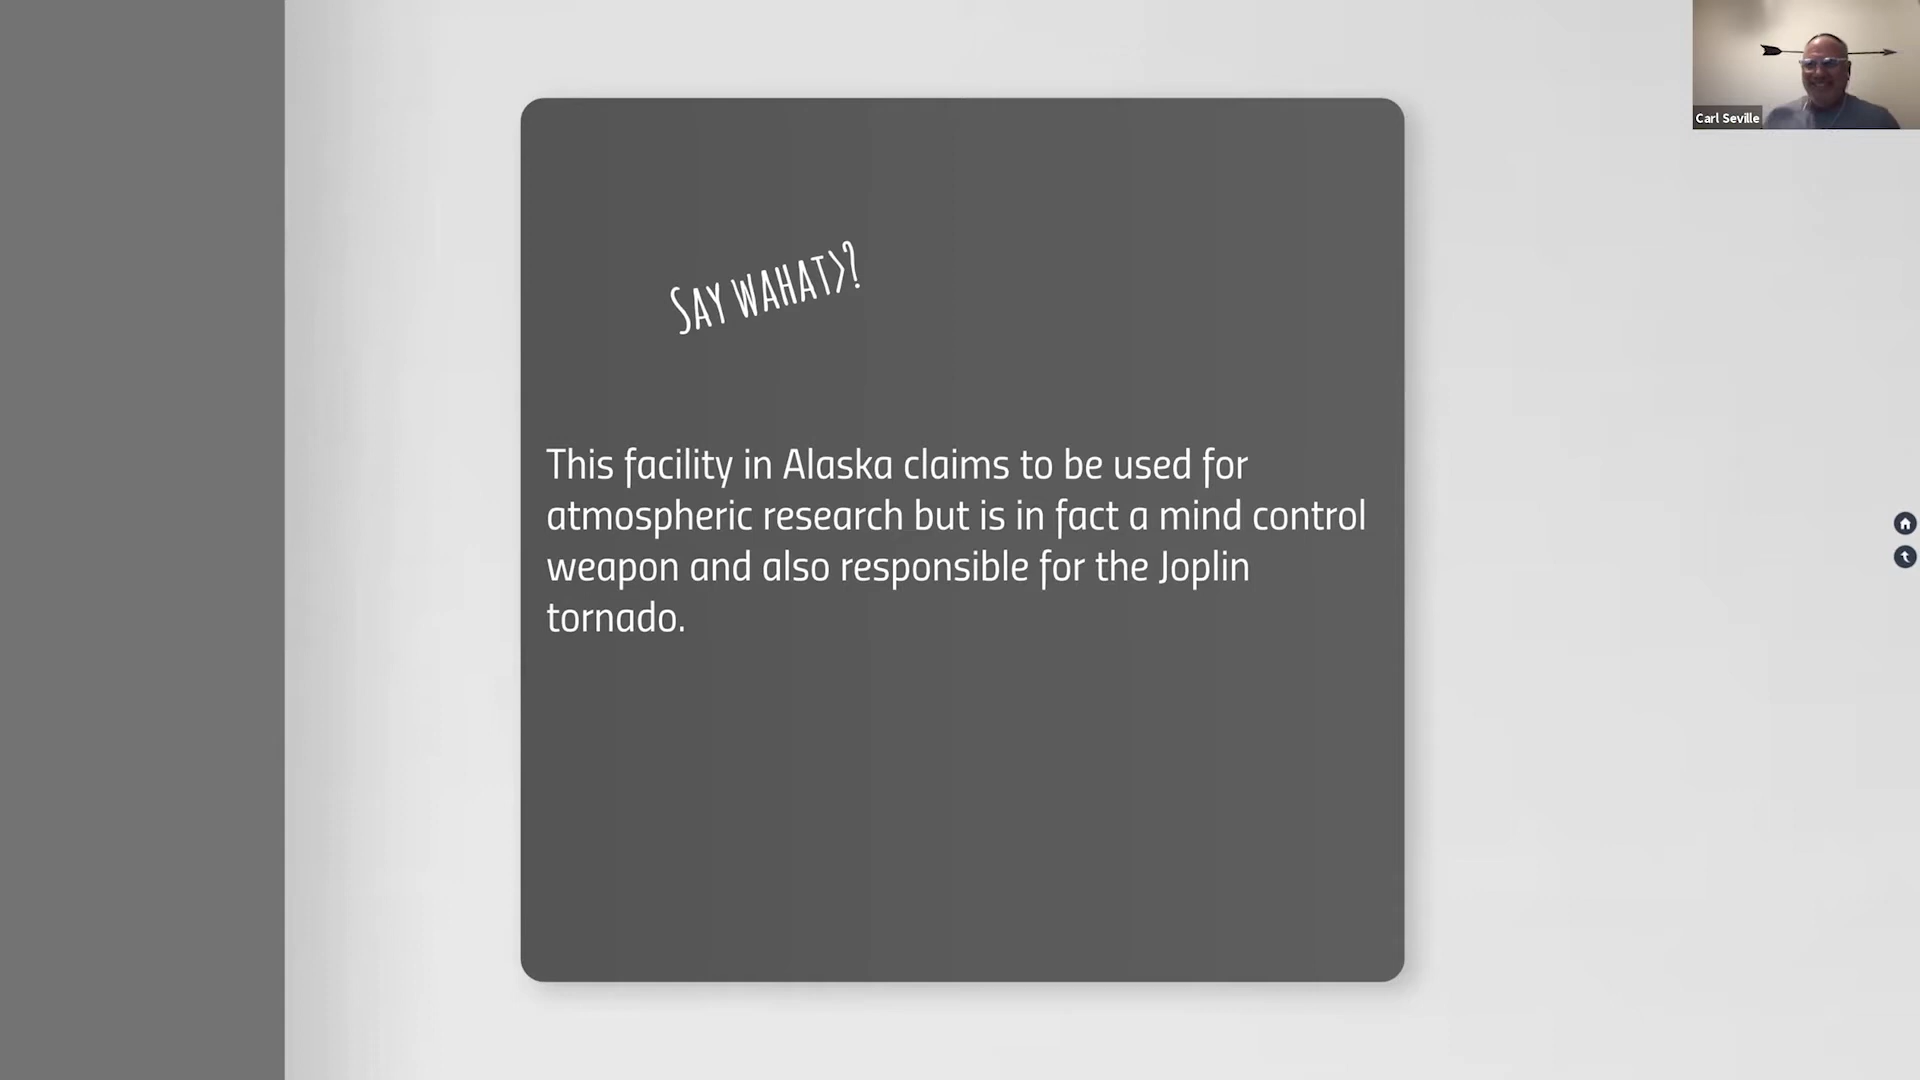 Carl Seville
SAY WAHAT>?
This facility in Alaska claims to be used for
atmospheric research but is in fact a mind control
weapon and also responsible for the Joplin
tornado.